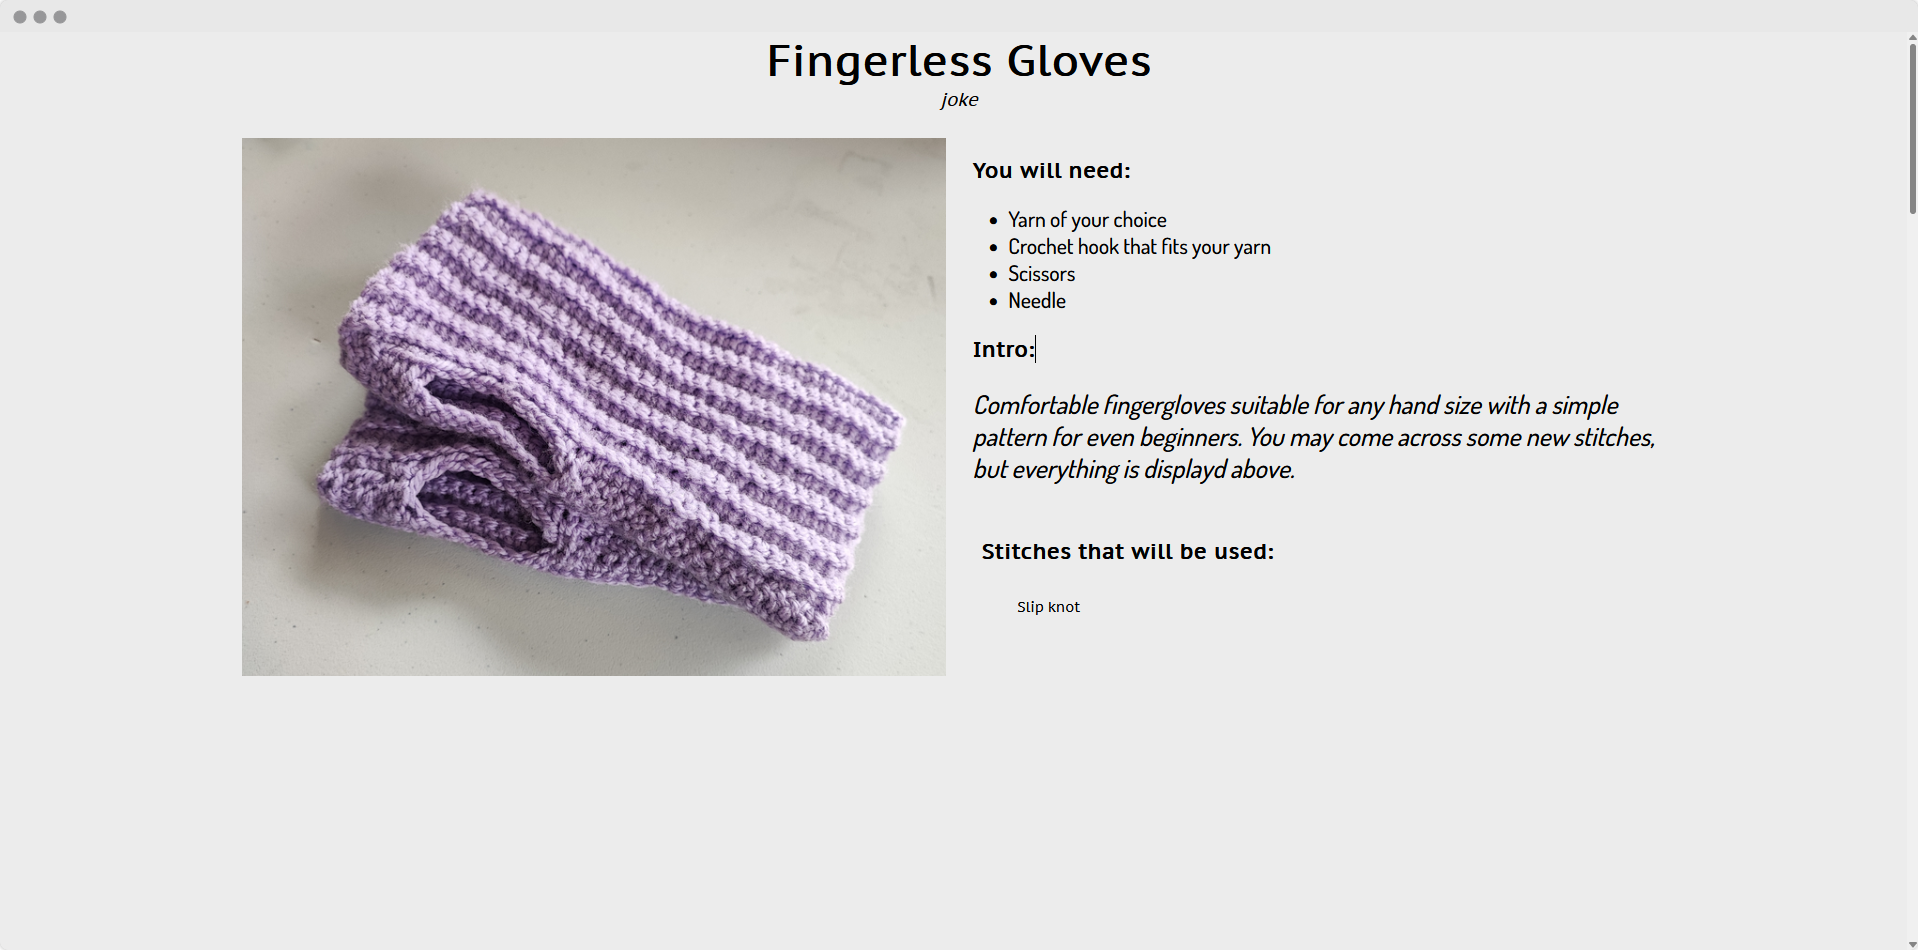 Fingerless Gloves
joke
You will need:
Yarn of your choice
Crochet hook that fits your yarn
Scissors
Needle
Intro:
Comfortable fingergloves suitable for any hand size with a simple
pattern for even beginners. You may come across some new stitches,
but everything is displayd above.
Stitches that will be used:
Slip knot